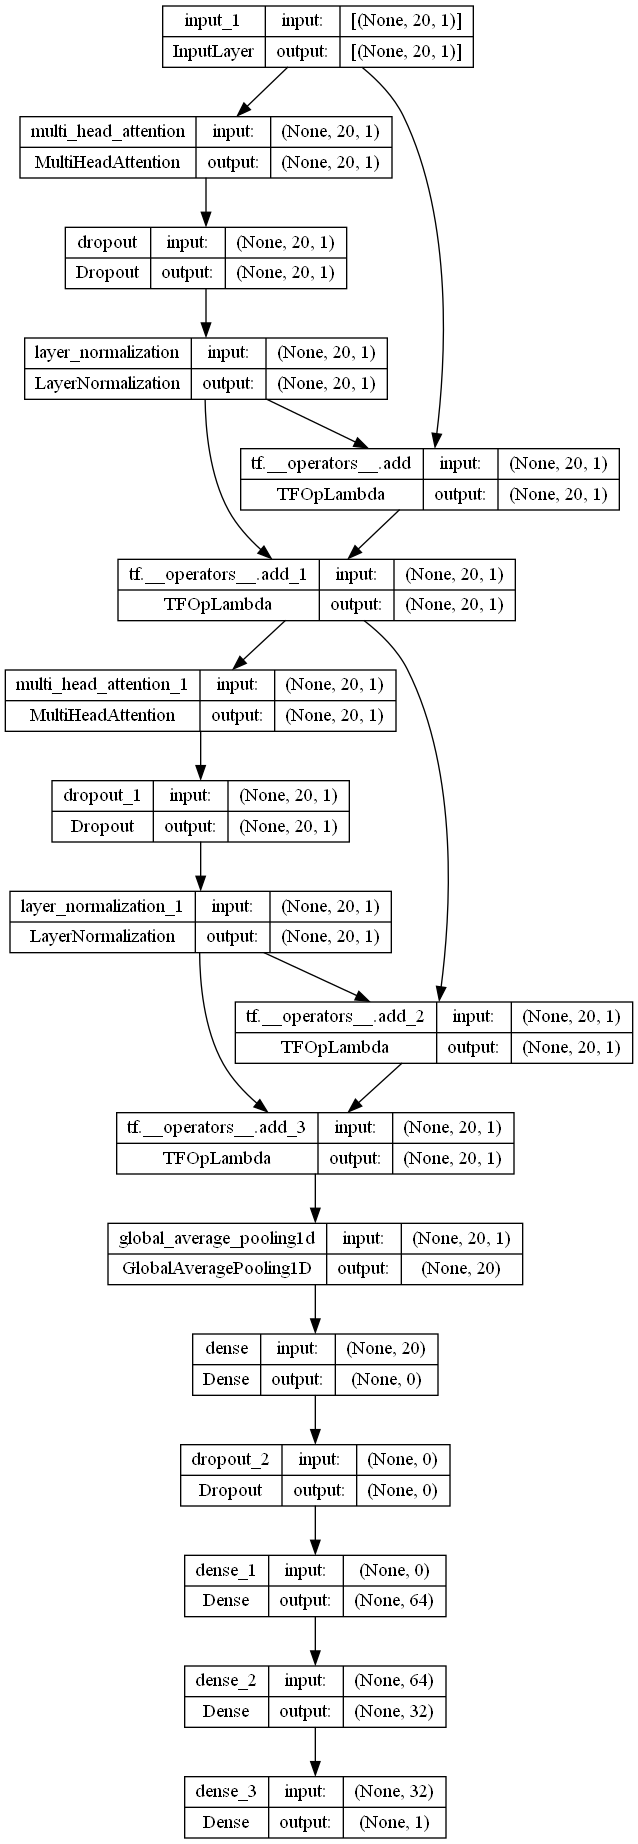 input_1 input: [(None, 20, 1)]
InputLayer output: [(None, 20, 1)]
multi_head_attention input: (None, 20, 1)
MultiHeadAttention output: (None, 20, 1)
dropout input: (None, 20, 1)
Dropout output: (None, 20, 1)
layer_normalization input: (None, 20, 1)
LayerNormalization output: (None, 20, 1)
tf.__operators__.add input: (None, 20, 1)
TFOpLambda output: (None, 20, 1)
tf.__operators__.add_1 input: (None, 20, 1)
TFOpLambda output: (None, 20, 1)
multi_head_attention_1 input: (None, 20, 1)
MultiHeadAttention output: (None, 20, 1)
dropout_1 input: (None, 20, 1)
Dropout output: (None, 20, 1)
layer_normalization_1 input: (None, 20, 1)
LayerNormalization output: (None, 20, 1)
tf.__operators__.add_2 input: (None, 20, 1)
TFOpLambda output: (None, 20, 1)
tf.__operators__.add_3 input: (None, 20, 1)
TFOpLambda output: (None, 20, 1)
global_average_pooling1d input: (None, 20, 1)
GlobalAveragePooling1D output: (None, 20)
dense input: (None, 20)
Dense output: (None, 0)
dropout_2 input: (None, 0)
Dropout output: (None, 0)
dense_1 input: (None, 0)
Dense output: (None, 64)
dense_2 input: (None, 64)
Dense output: (None, 32)
dense_3 input: (None, 32)
Dense output: (None, 1)